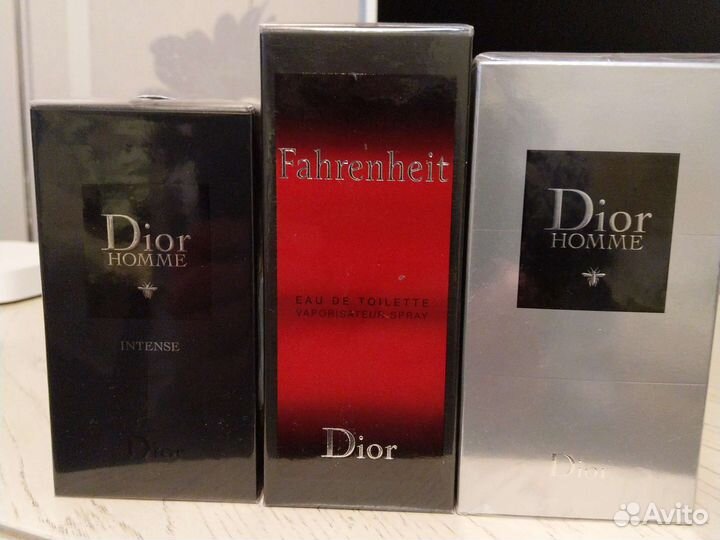 Dior
HOMME
INTENSE
Dior
Fahrenheit
EAU DE TOILETTE
VAPORISATEUR SPRAY
Dior
Dior
HOMME
Dior
Avito